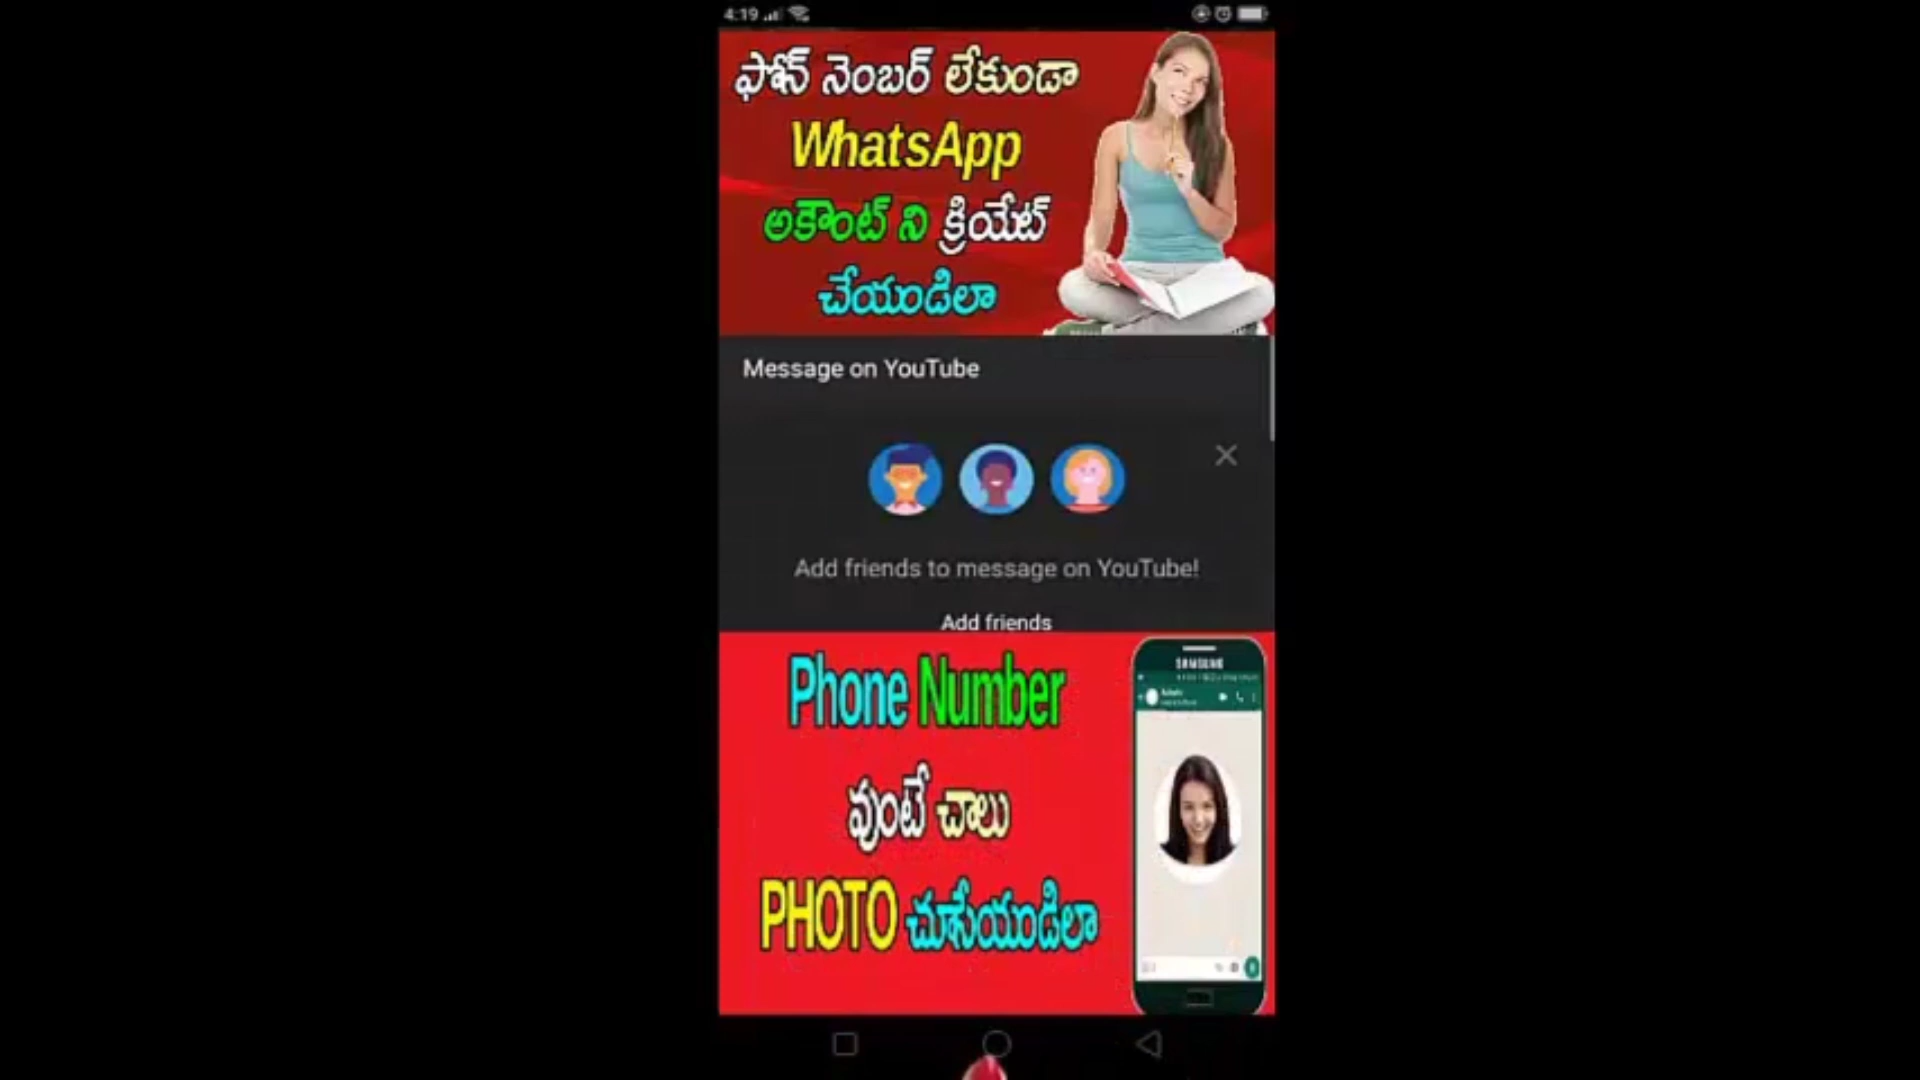 4:19
ఫోన్ నెంబర్ లేకుండా
WhatsApp
అకౌంట్ ని క్రియేట్
చేయండిలా
Message on YouTube
Add friends to message on YouTube!
Add friends
Phone Number
వుంటే చాలు
PHOTO చూసేయండిలా
SAMSUNG